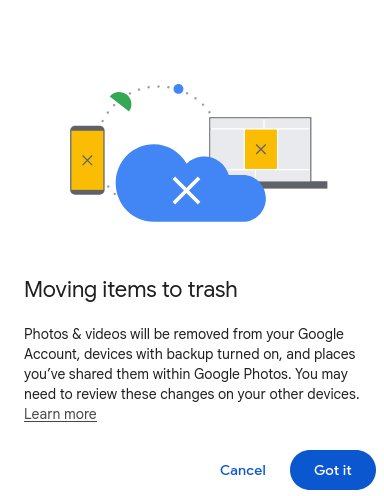 Moving items to trash
Photos & videos will be removed from your Google
Account, devices with backup turned on, and places
you’ve shared them within Google Photos. You may
need to review these changes on your other devices.
Learn more
Cancel
Got it